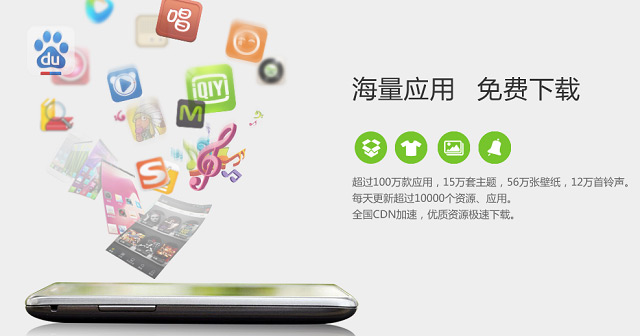 唱
du
QIY
M
S
海量应用 免费下载
超过100万款应用，15万套主题，56万张壁纸，12万首铃声。
每天更新超过10000个资源、应用。
全国CDN加速，优质资源极速下载。